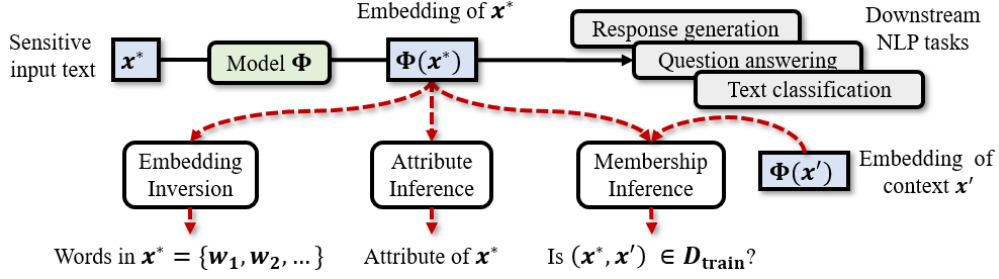 Embedding of x*
Sensitive
input text
x*
Model Φ
Φ(x*)
Response generation
Question answering
Text classification
Downstream
NLP tasks
Embedding
Inversion
Attribute
Inference
Membership
Inference
Φ(x′)
Embedding of
context x′
Words in x* = {w₁, w₂, …}
Attribute of x*
Is (x*, x′) ∈ D_train?